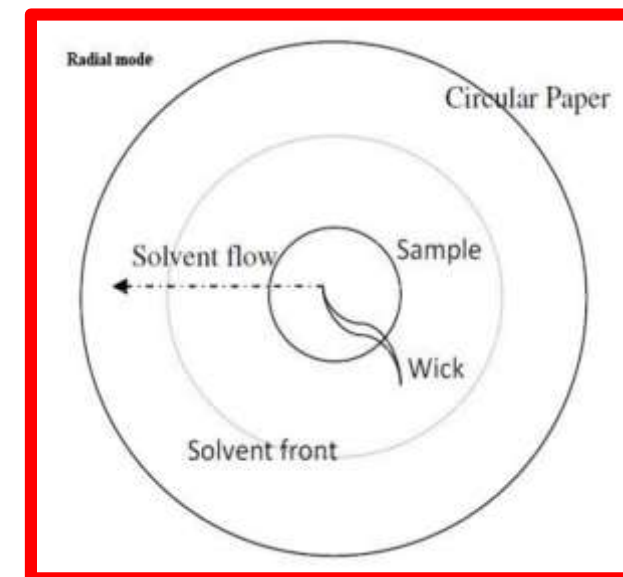 Radial mode
Circular Paper
Sample
Solvent flow
Wick
Solvent front